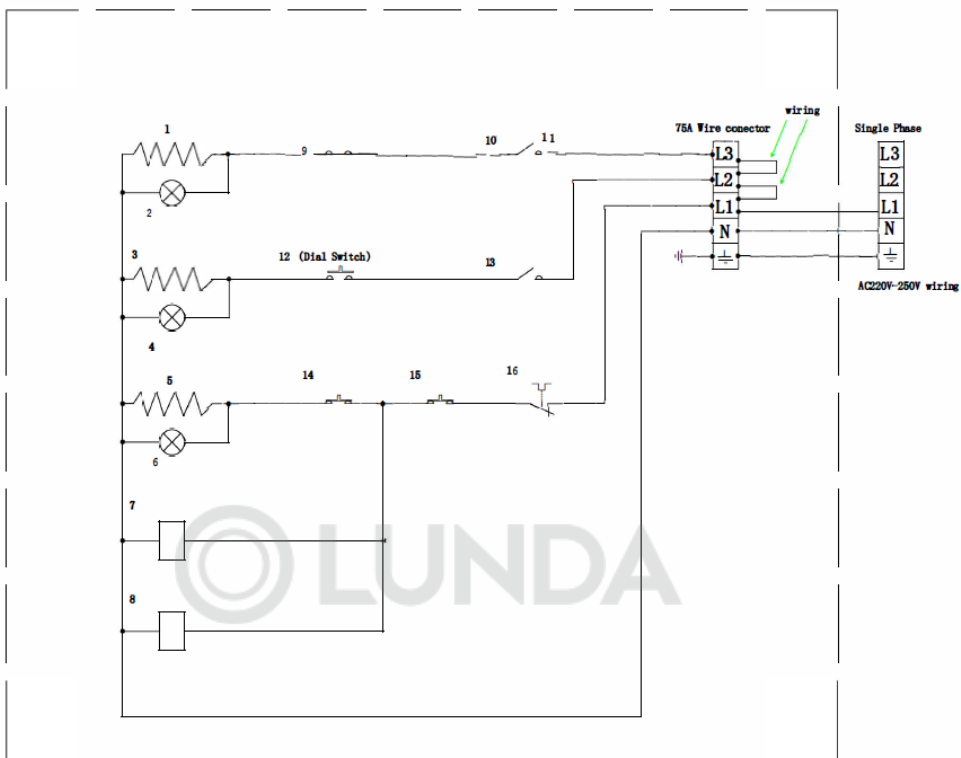 wiring
75A Wire conector
Single Phase
1
9
10
11
L3
L3
L2
L2
2
L1
L1
N
N
3
12 (Dial Switch)
13
AC220V-250V wiring
4
5
14
15
16
6
7
LUNDA
8